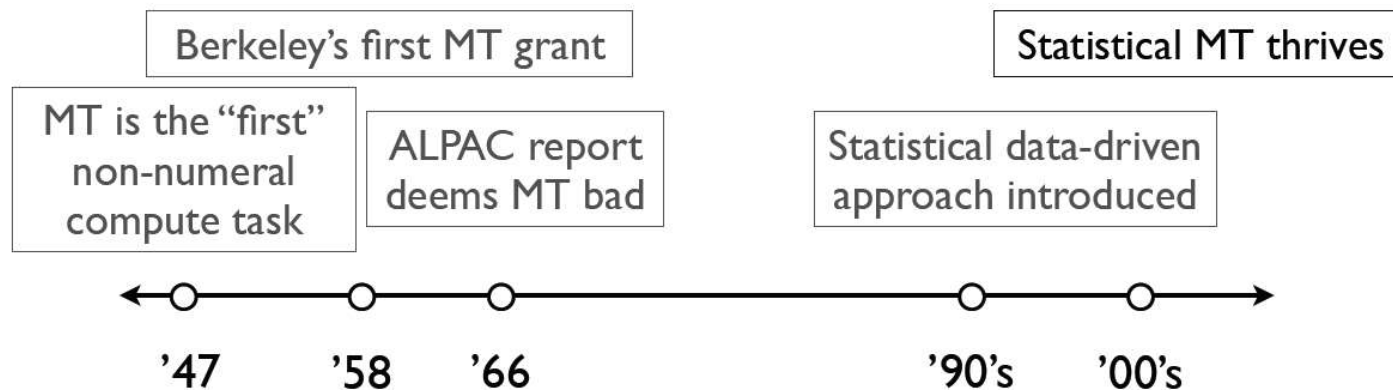 Berkeley’s first MT grant
Statistical MT thrives
MT is the “first”
non-numeral
compute task
ALPAC report
deems MT bad
Statistical data-driven
approach introduced
’47
’58
’66
’90’s
’00’s